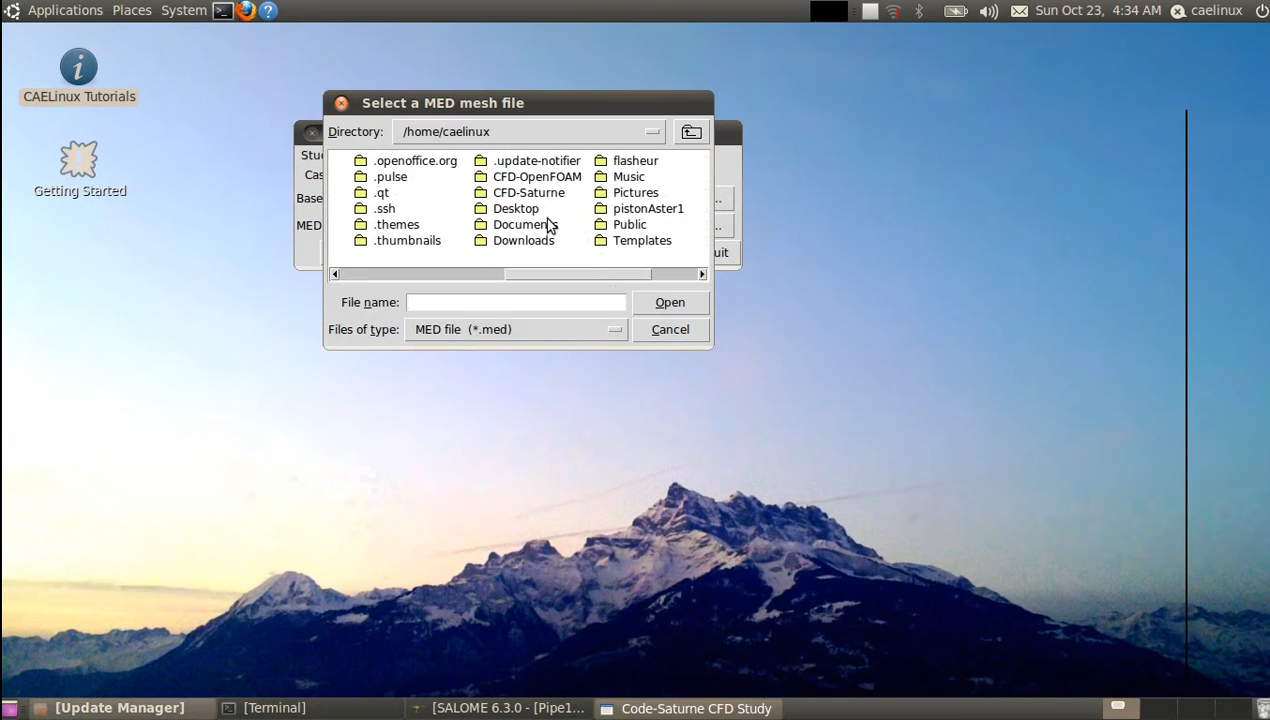 Applications Places System
Sun Oct 23, 4:34 AM caelinux
CAELinux Tutorials
Getting Started
Select a MED mesh file
Directory: /home/caelinux
.openoffice.org .update-notifier flasheur
.pulse CFD-OpenFOAM Music
.qt CFD-Saturne Pictures
.ssh Desktop pistonAster1
.themes Documents Public
.thumbnails Downloads Templates
File name: Open
Files of type: MED file (*.med) Cancel
Stu
Cas
Base ...
MED ...
uit
[Update Manager] [Terminal] [SALOME 6.3.0 - [Pipe1... Code-Saturne CFD Study